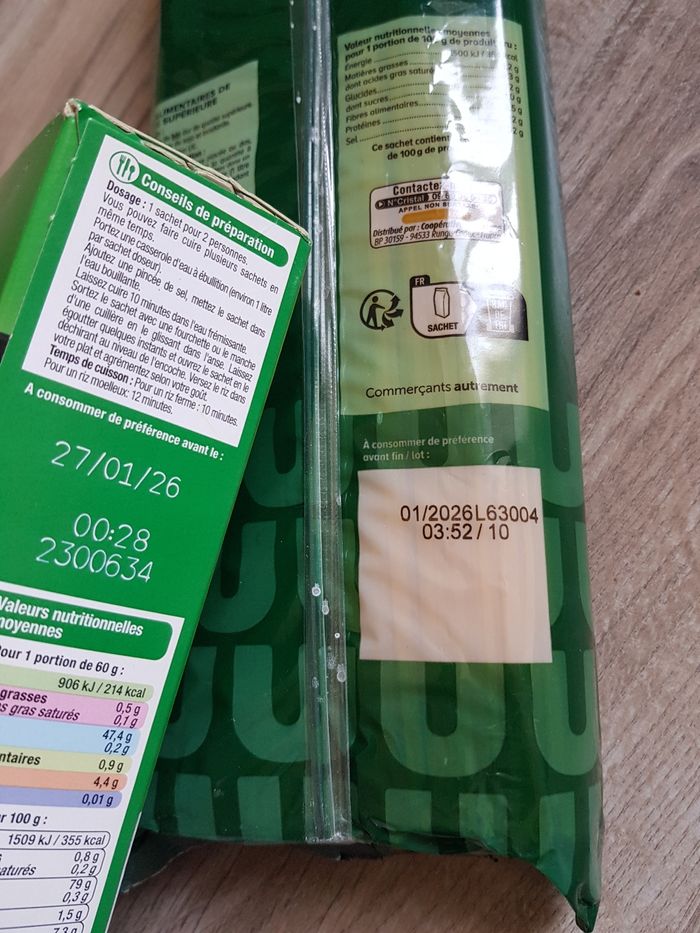 Conseils de préparation
Dosage : 1 sachet pour 2 personnes.
Vous pouvez faire cuire plusieurs sachets en
même temps.
Portez une casserole d'eau à ébullition (environ 1 litre
par sachet doseur).
Ajoutez une pincée de sel, mettez le sachet dans
l'eau bouillante.
Laissez cuire 10 minutes dans l'eau frémissante.
Sortez le sachet avec une fourchette ou le manche
d'une cuillère en le glissant dans l'anse. Laissez
égoutter quelques instants et ouvrez le sachet en le
déchirant au niveau de l'encoche. Versez le riz dans
votre plat et agrémentez selon votre goût.
Temps de cuisson : Pour un riz ferme : 10 minutes.
Pour un riz moelleux: 12 minutes.
A consommer de préférence avant le :
27/01/26
00:28
2300634
Valeurs nutritionnelles
moyennes
Pour 1 portion de 60 g :
906 kJ / 214 kcal
grasses 0,5 g
gras saturés 0,1 g
47,4 g
0,2 g
0,9 g
4,4 g
0,01 g
100 g :
1509 kJ / 355 kcal
0,8 g
0,2 g
79 g
0,3 g
1,5 g
7,3 g
SUPÉRIEURE
Valeur nutritionnelle moyennes
pour 1 portion de 100 g de produit cru :
Energie
Matières grasses
dont acides gras saturés
Glucides
dont sucres
Fibres alimentaires
Protéines
Sel
Ce sachet contient
de 100g de
Contactez
N°Cristal
APPEL NON
Distribué par : Coopérative
BP 30159 - 94533 Rungis
FR
SACHET
Commerçants autrement
À consommer de préférence
avant fin / lot :
01/2026L63004
03:52 / 10